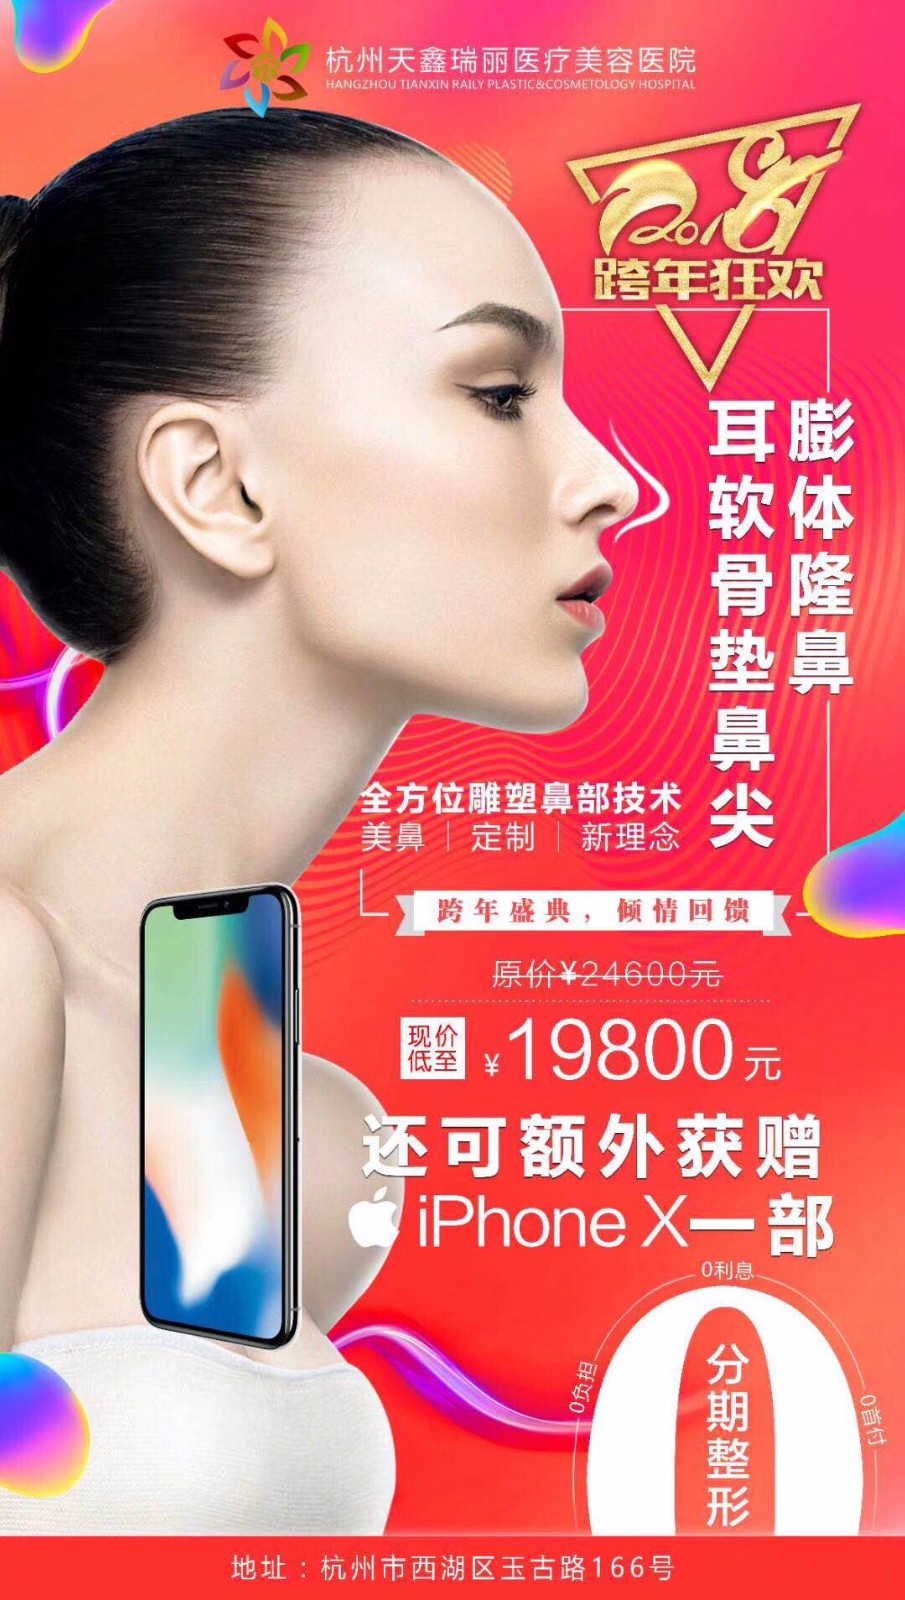 杭州天鑫瑞丽医疗美容医院
HANGZHOU TIANXIN RAILY PLASTIC&COSMETOLOGY HOSPITAL
2018
跨年狂欢
膨体隆鼻
耳软骨垫鼻尖
全方位雕塑鼻部技术
美鼻｜定制｜新理念
跨年盛典，倾情回馈
原价¥24600元
现价低至 ¥19800元
还可额外获赠
iPhone X一部
0利息
0负担
0首付
0
分期整形
地址：杭州市西湖区玉古路166号